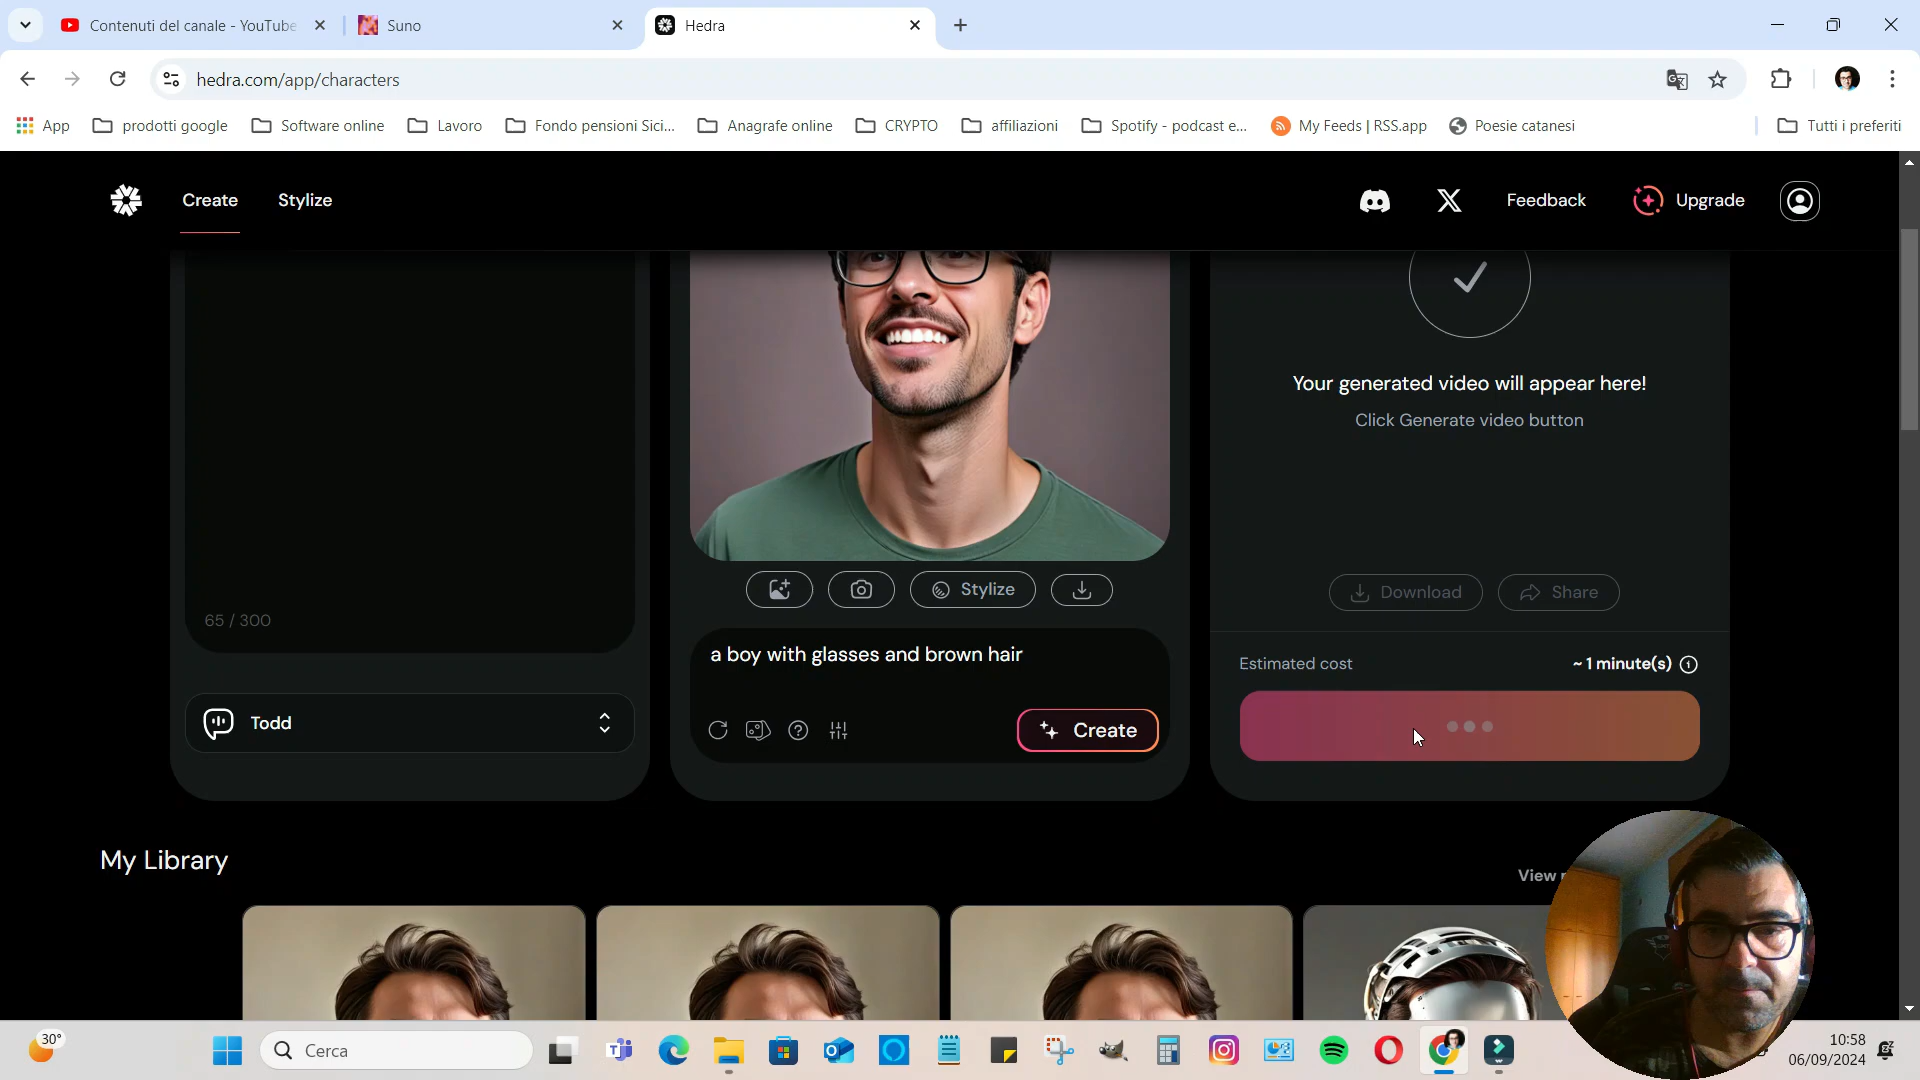 Contenuti del canale - YouTube
Suno
Hedra
hedra.com/app/characters
App
prodotti google
Software online
Lavoro
Fondo pensioni Sici...
Anagrafe online
CRYPTO
affiliazioni
Spotify - podcast e...
My Feeds | RSS.app
Poesie catanesi
Tutti i preferiti
Create
Stylize
Feedback
Upgrade
Your generated video will appear here!
Click Generate video button
Stylize
Download
Share
65 / 300
a boy with glasses and brown hair
Estimated cost
~ 1 minute(s)
Todd
Create
My Library
View
30°
Cerca
10:58
06/09/2024